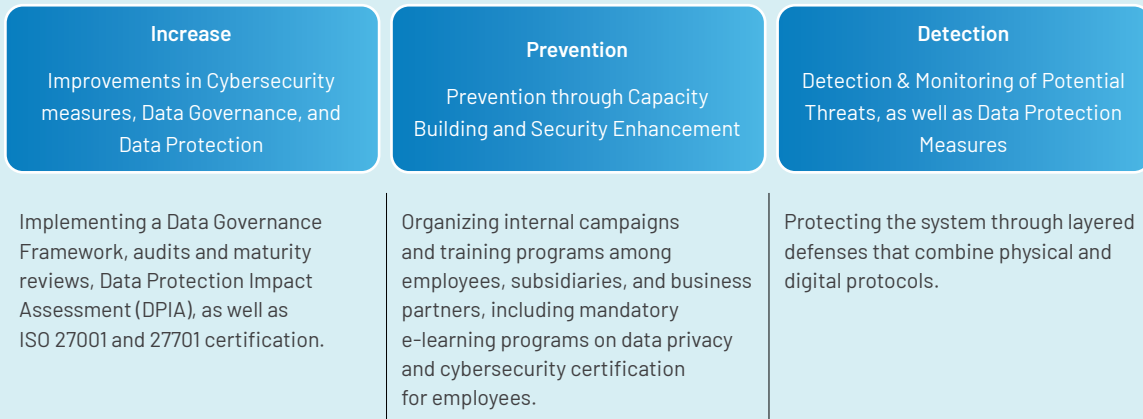 Increase
Improvements in Cybersecurity
measures, Data Governance, and
Data Protection
Implementing a Data Governance
Framework, audits and maturity
reviews, Data Protection Impact
Assessment (DPIA), as well as
ISO 27001 and 27701 certification.
Prevention
Prevention through Capacity
Building and Security Enhancement
Organizing internal campaigns
and training programs among
employees, subsidiaries, and business
partners, including mandatory
e-learning programs on data privacy
and cybersecurity certification
for employees.
Detection
Detection & Monitoring of Potential
Threats, as well as Data Protection
Measures
Protecting the system through layered
defenses that combine physical and
digital protocols.